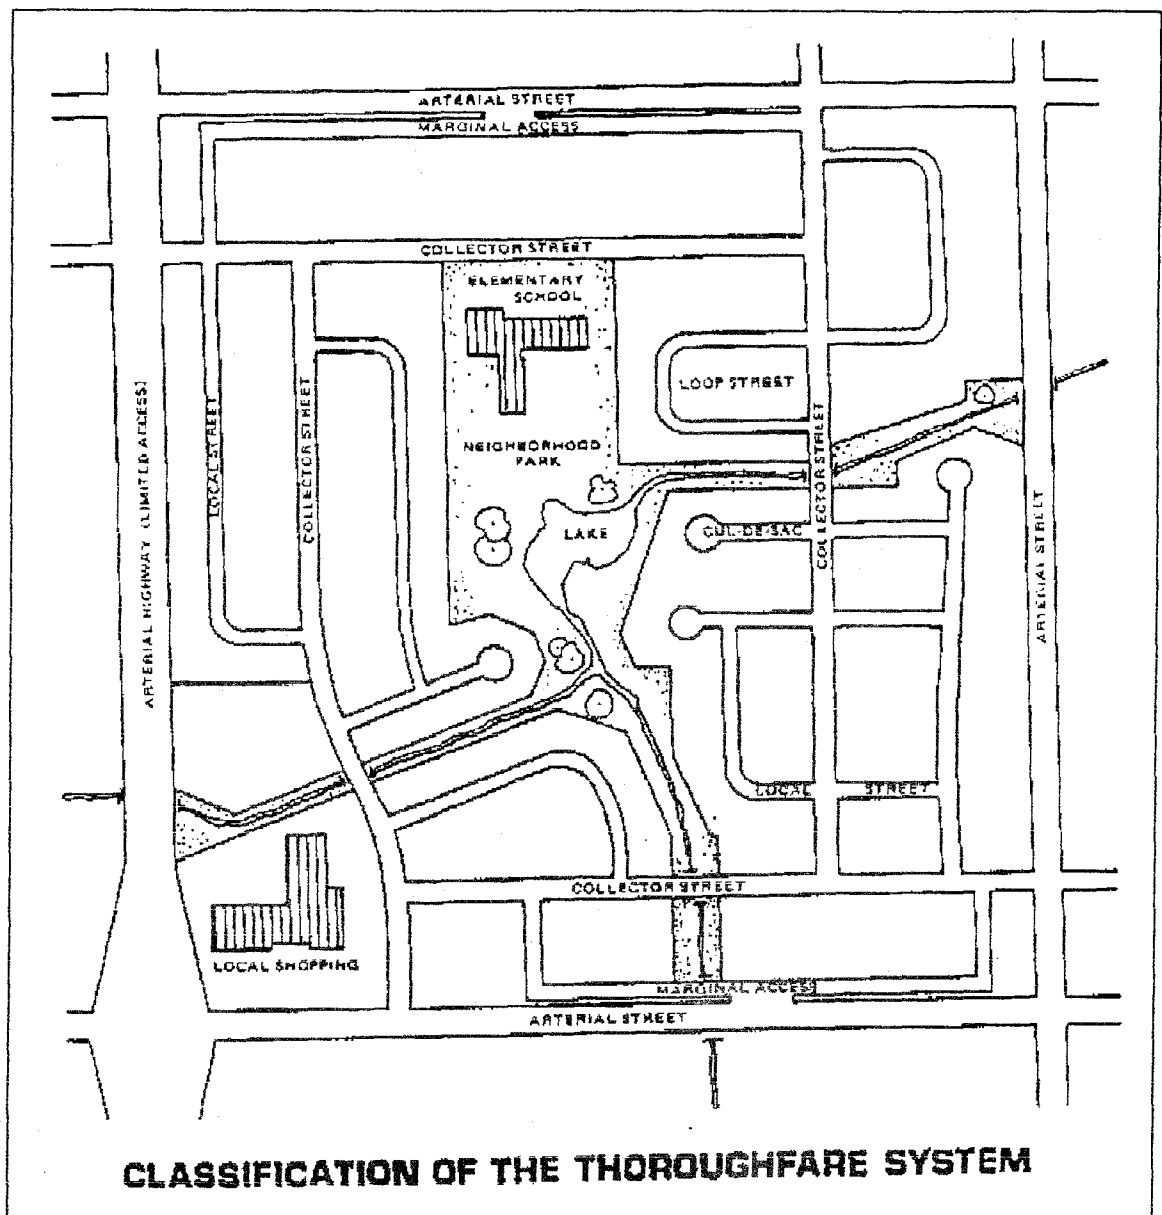 ARTERIAL STREET
MARGINAL ACCESS
COLLECTOR STREET
ELEMENTARY
SCHOOL
LOOP STREET
ARTERIAL HIGHWAY (LIMITED ACCESS)
LOCAL STREET
COLLECTOR STREET
NEIGHBORHOOD
PARK
COLLECTOR STREET
LAKE
CUL-DE-SAC
ARTERIAL STREET
LOCAL STREET
COLLECTOR STREET
LOCAL SHOPPING
MARGINAL ACCESS
ARTERIAL STREET
CLASSIFICATION OF THE THOROUGHFARE SYSTEM